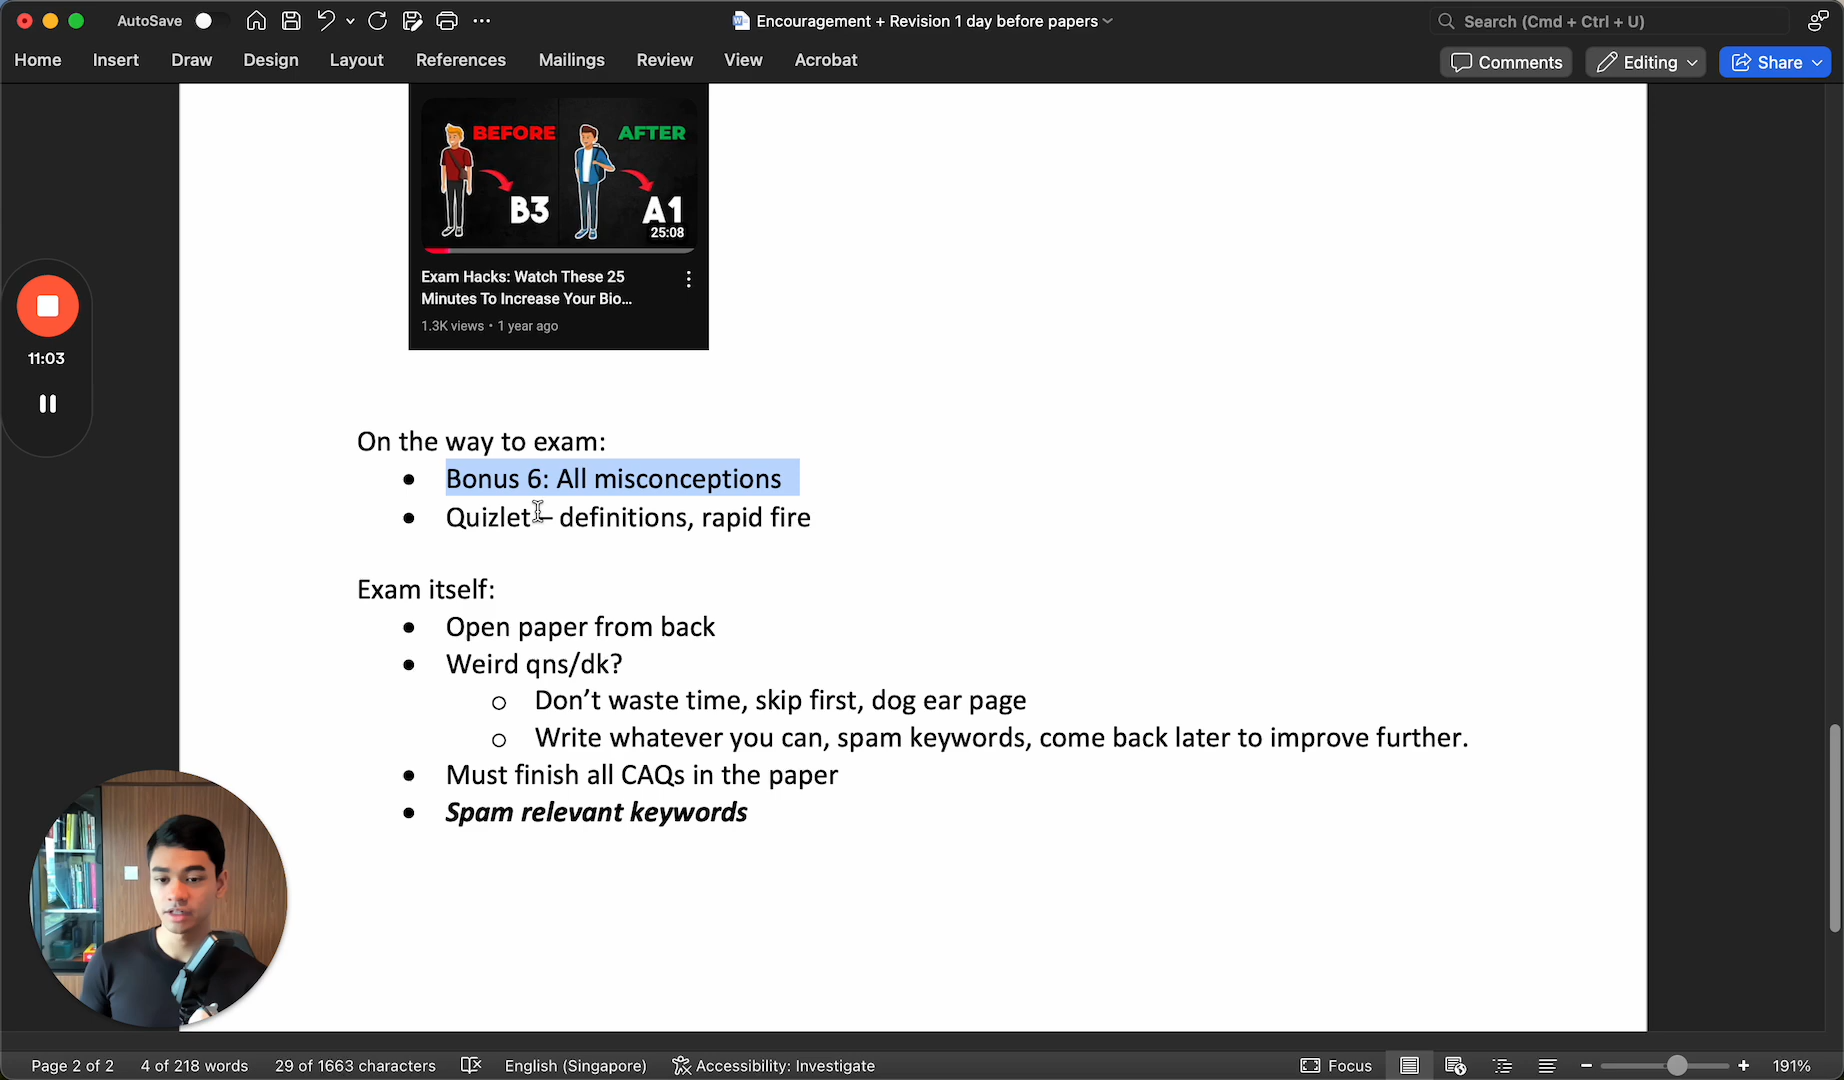 AutoSave
Encouragement + Revision 1 day before papers
Search (Cmd + Ctrl + U)
Home Insert Draw Design Layout References Mailings Review View Acrobat
Comments Editing Share
BEFORE AFTER
B3 A1
25:08
Exam Hacks: Watch These 25
Minutes To Increase Your Bio...
1.3K views • 1 year ago
11:03
On the way to exam:
• Bonus 6: All misconceptions
• Quizlet – definitions, rapid fire
Exam itself:
• Open paper from back
• Weird qns/dk?
o Don’t waste time, skip first, dog ear page
o Write whatever you can, spam keywords, come back later to improve further.
• Must finish all CAQs in the paper
• Spam relevant keywords
Page 2 of 2 4 of 218 words 29 of 1663 characters English (Singapore) Accessibility: Investigate Focus 191%